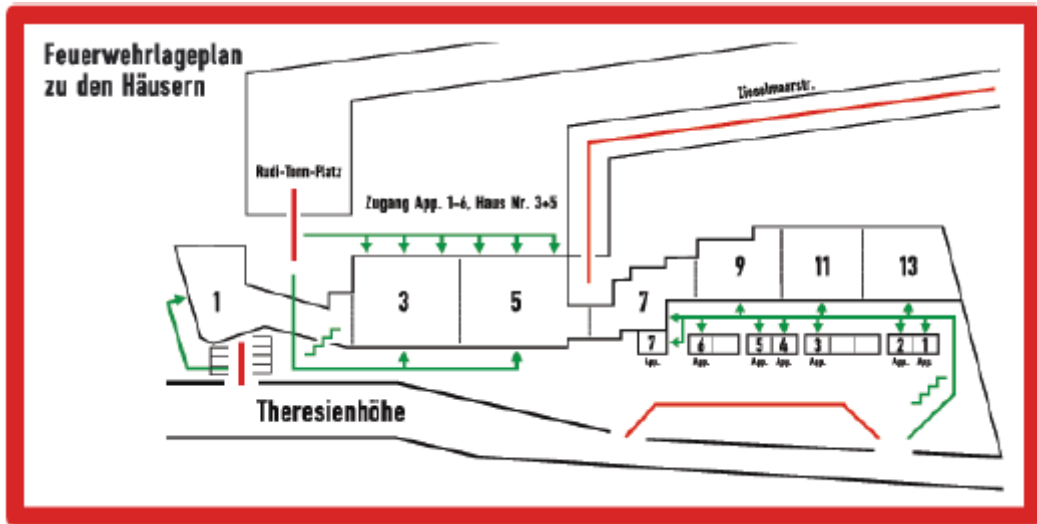 Feuerwehrlageplan
zu den Häusern
Ziegelmaerstr.
Rudi-Tonn-Platz
Zugang App. 1-6, Haus Nr. 3+5
1
3
5
7
9
11
13
7
App.
6
App.
5
App.
4
App.
3
App.
2
App.
1
App.
Theresienhöhe